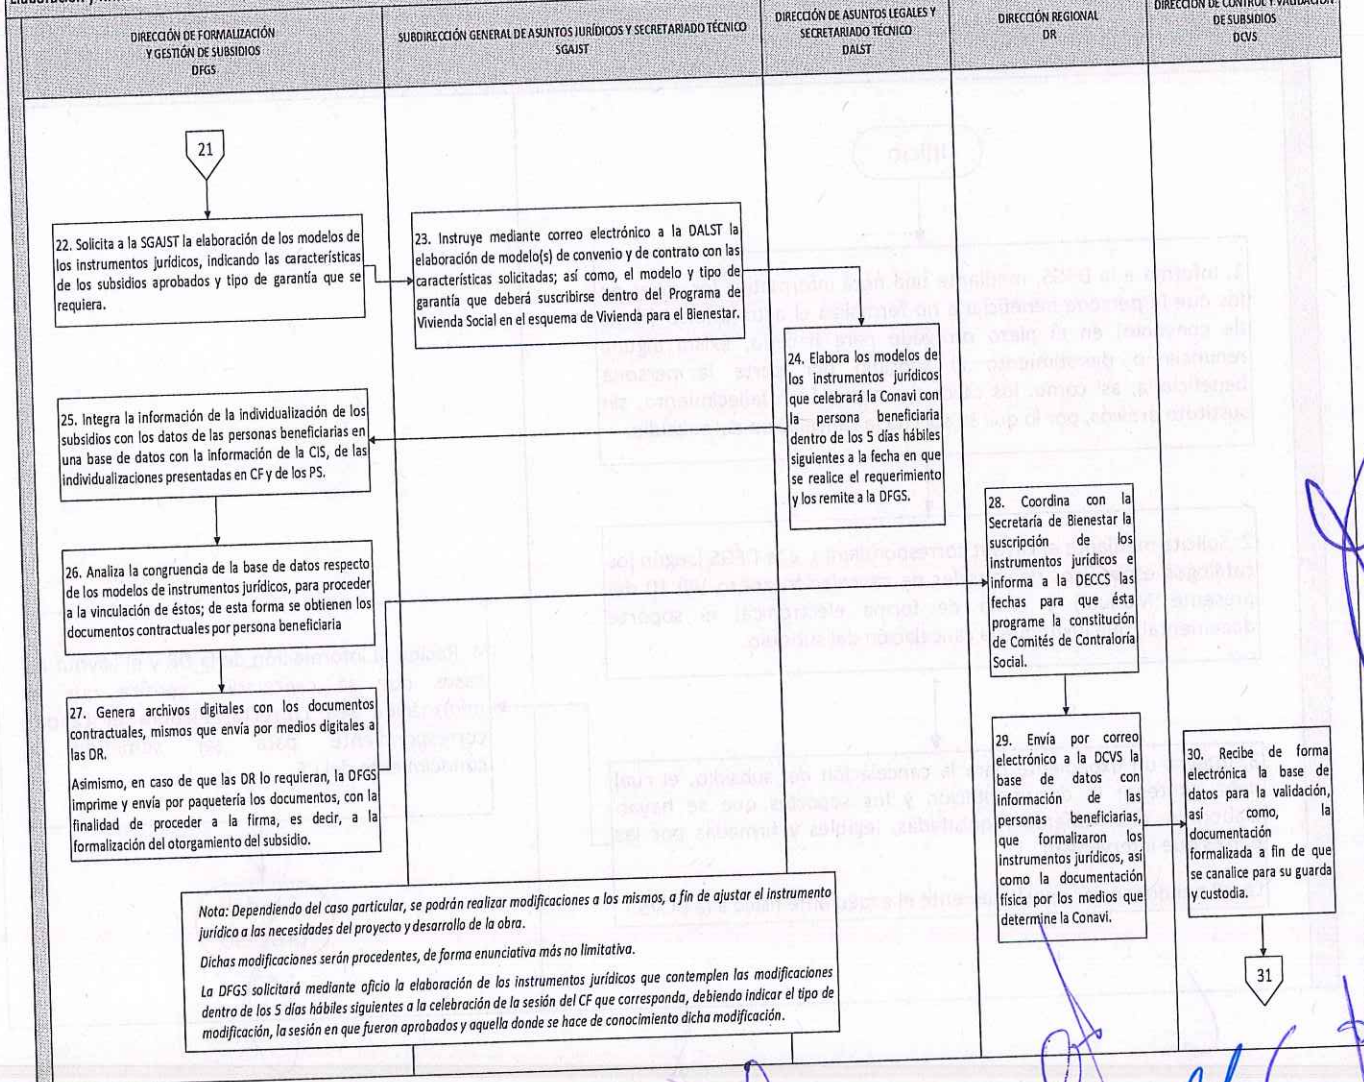 DIRECCIÓN DE FORMALIZACIÓN
Y GESTIÓN DE SUBSIDIOS
DFGS
SUBDIRECCIÓN GENERAL DE ASUNTOS JURÍDICOS Y SECRETARIADO TÉCNICO
SGAJST
DIRECCIÓN DE ASUNTOS LEGALES Y
SECRETARIADO TÉCNICO
DALST
DIRECCIÓN REGIONAL
DR
DIRECCIÓN DE CONTROL Y VALIDACIÓN
DE SUBSIDIOS
DCVS
21
22. Solicita a la SGAJST la elaboración de los modelos de
los instrumentos jurídicos, indicando las características
de los subsidios aprobados y tipo de garantía que se
requiera.
23. Instruye mediante correo electrónico a la DALST la
elaboración de modelo(s) de convenio y de contrato con las
características solicitadas; así como, el modelo y tipo de
garantía que deberá suscribirse dentro del Programa de
Vivienda Social en el esquema de Vivienda para el Bienestar.
24. Elabora los modelos de
los instrumentos jurídicos
que celebrará la Conavi con
la persona beneficiaria
dentro de los 5 días hábiles
siguientes a la fecha en que
se realice el requerimiento
y los remite a la DFGS.
25. Integra la información de la individualización de los
subsidios con los datos de las personas beneficiarias en
una base de datos con la información de la CIS, de las
individualizaciones presentadas en CF y de los PS.
26. Analiza la congruencia de la base de datos respecto
de los modelos de instrumentos jurídicos, para proceder
a la vinculación de éstos; de esta forma se obtienen los
documentos contractuales por persona beneficiaria
27. Genera archivos digitales con los documentos
contractuales, mismos que envía por medios digitales a
las DR.
Asimismo, en caso de que las DR lo requieran, la DFGS
imprime y envía por paquetería los documentos, con la
finalidad de proceder a la firma, es decir, a la
formalización del otorgamiento del subsidio.
28. Coordina con la
Secretaría de Bienestar la
suscripción de los
instrumentos jurídicos e
informa a la DECCS las
fechas para que ésta
programe la constitución
de Comités de Contraloría
Social.
29. Envía por correo
electrónico a la DCVS la
base de datos con
información de las
personas beneficiarias,
que formalizaron los
instrumentos jurídicos, así
como la documentación
física por los medios que
determine la Conavi.
30. Recibe de forma
electrónica la base de
datos para la validación,
así como, la
documentación
formalizada a fin de que
se canalice para su guarda
y custodia.
31
Nota: Dependiendo del caso particular, se podrán realizar modificaciones a los mismos, a fin de ajustar el instrumento
jurídico a las necesidades del proyecto y desarrollo de la obra.
Dichas modificaciones serán procedentes, de forma enunciativa más no limitativa.
La DFGS solicitará mediante oficio la elaboración de los instrumentos jurídicos que contemplen las modificaciones
dentro de los 5 días hábiles siguientes a la celebración de la sesión del CF que corresponda, debiendo indicar el tipo de
modificación, la sesión en que fueron aprobados y aquella donde se hace de conocimiento dicha modificación.